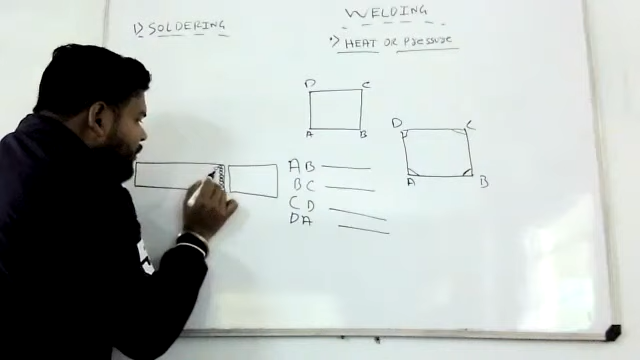 1) SOLDERING
WELDING
•) HEAT OR Pressure
D C
A B
D C
A B
AB
BC
CD
DA